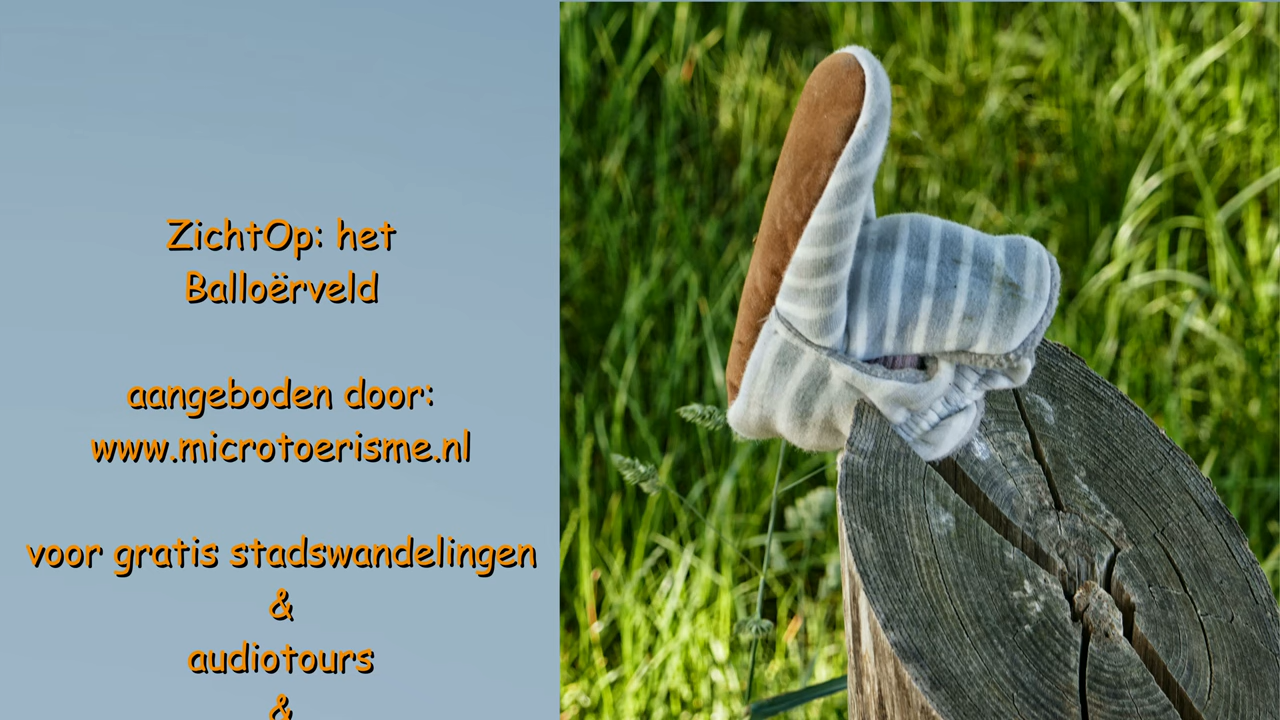 ZichtOp: het
Balloërveld
aangeboden door:
www.microtoerisme.nl
voor gratis stadswandelingen
&
audiotours
&